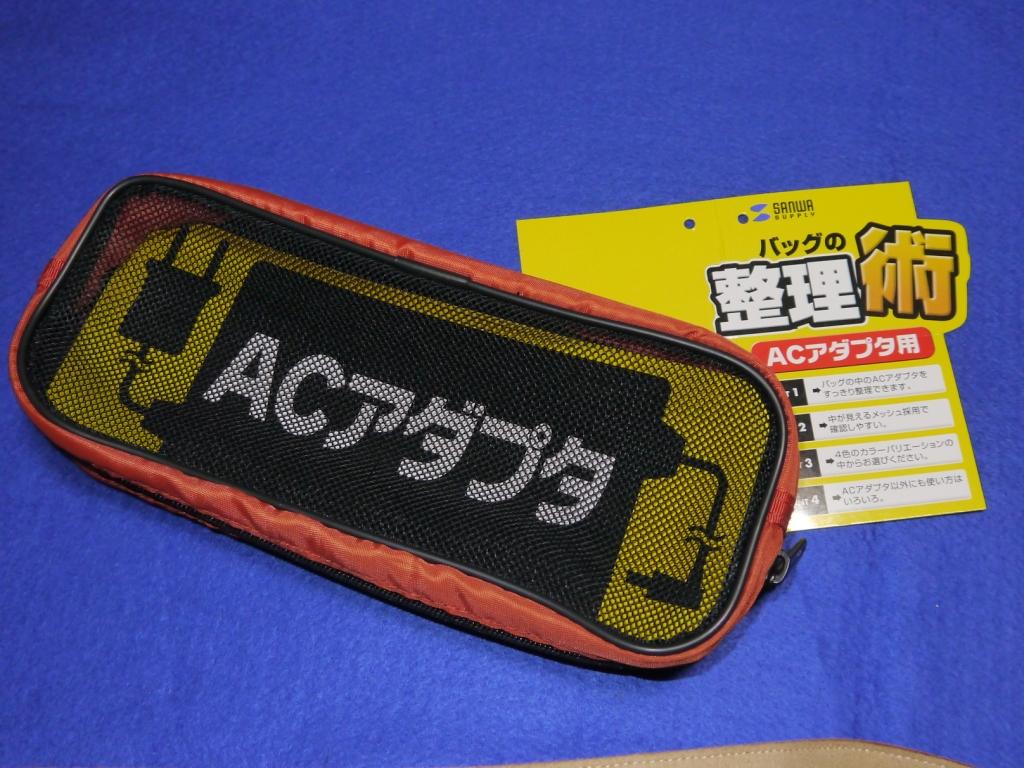 ACアダプタ
SANWA
SUPPLY
バッグの
整理術
ACアダプタ用
1
➡バッグの中のACアダプタを
すっきり整理できます。
2
➡中が見えるメッシュ採用で
確認しやすい。
3
➡4色のカラーバリエーションの
中からお選びください。
4
➡ACアダプタ以外にも使い方は
いろいろ。